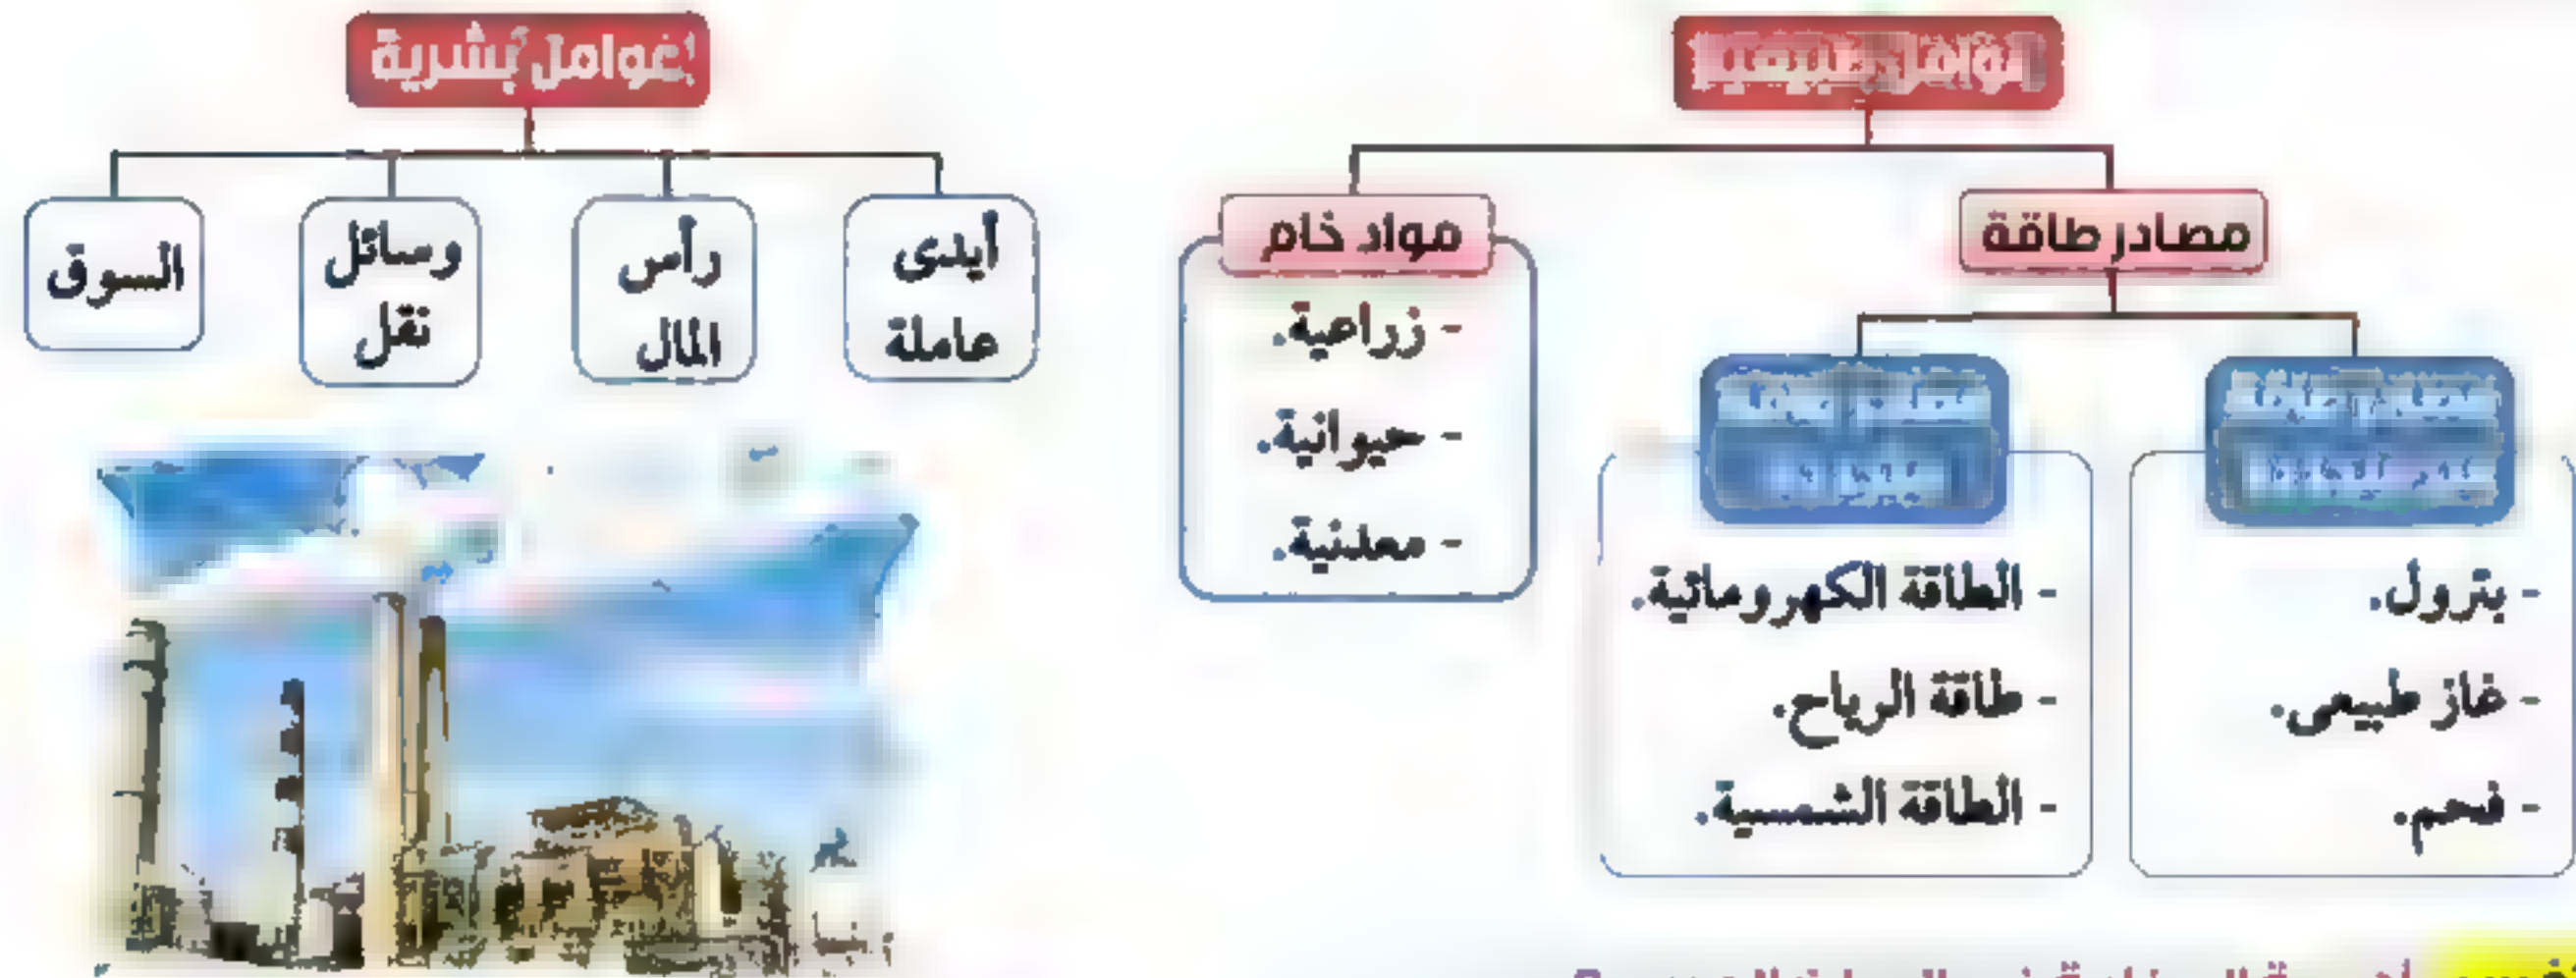 عوامل بشرية
أيدى
عاملة
رأس
المال
وسائل
نقل
السوق
مصادر طاقة
- بترول.
- غاز طبيعى.
- فحم.
- الطاقة الكهرومائية.
- طاقة الرياح.
- الطاقة الشمسية.
مواد خام
- زراعية.
- حيوانية.
- معدنية.